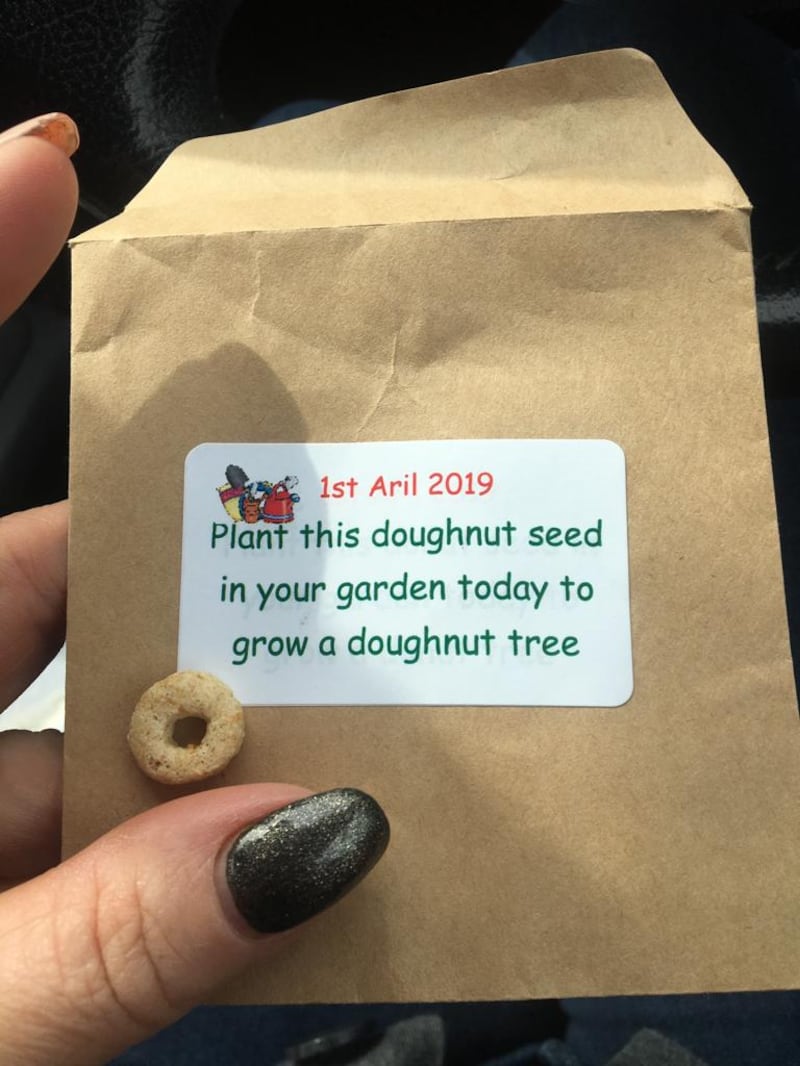 1st Aril 2019
Plant this doughnut seed
in your garden today to
grow a doughnut tree